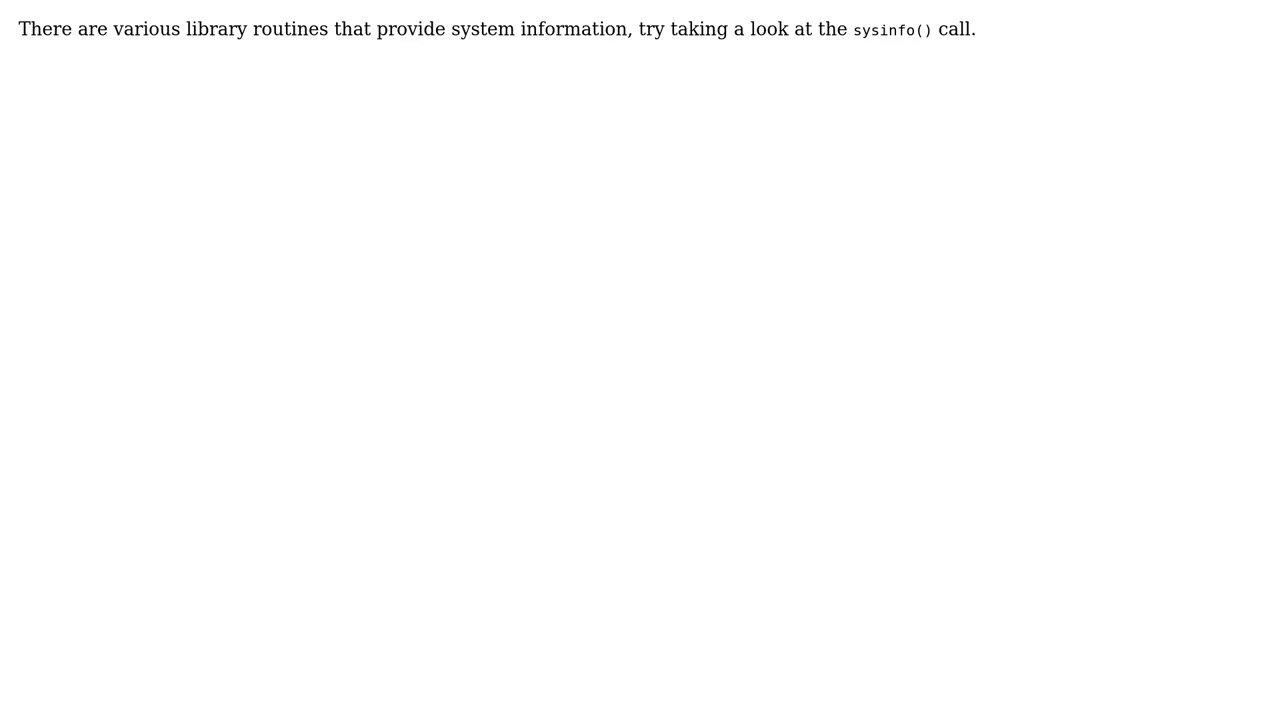 There are various library routines that provide system information, try taking a look at the sysinfo() call.